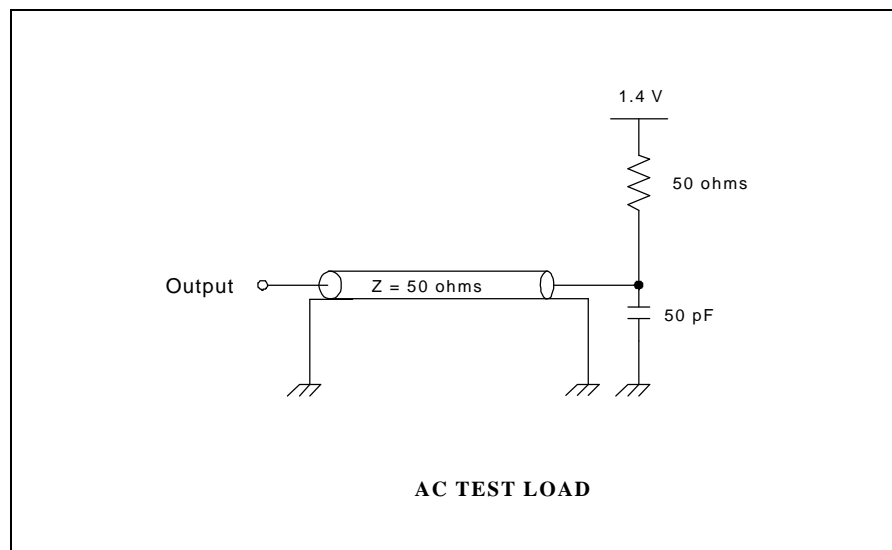 1.4 V
50 ohms
Output
Z = 50 ohms
50 pF
AC TEST LOAD